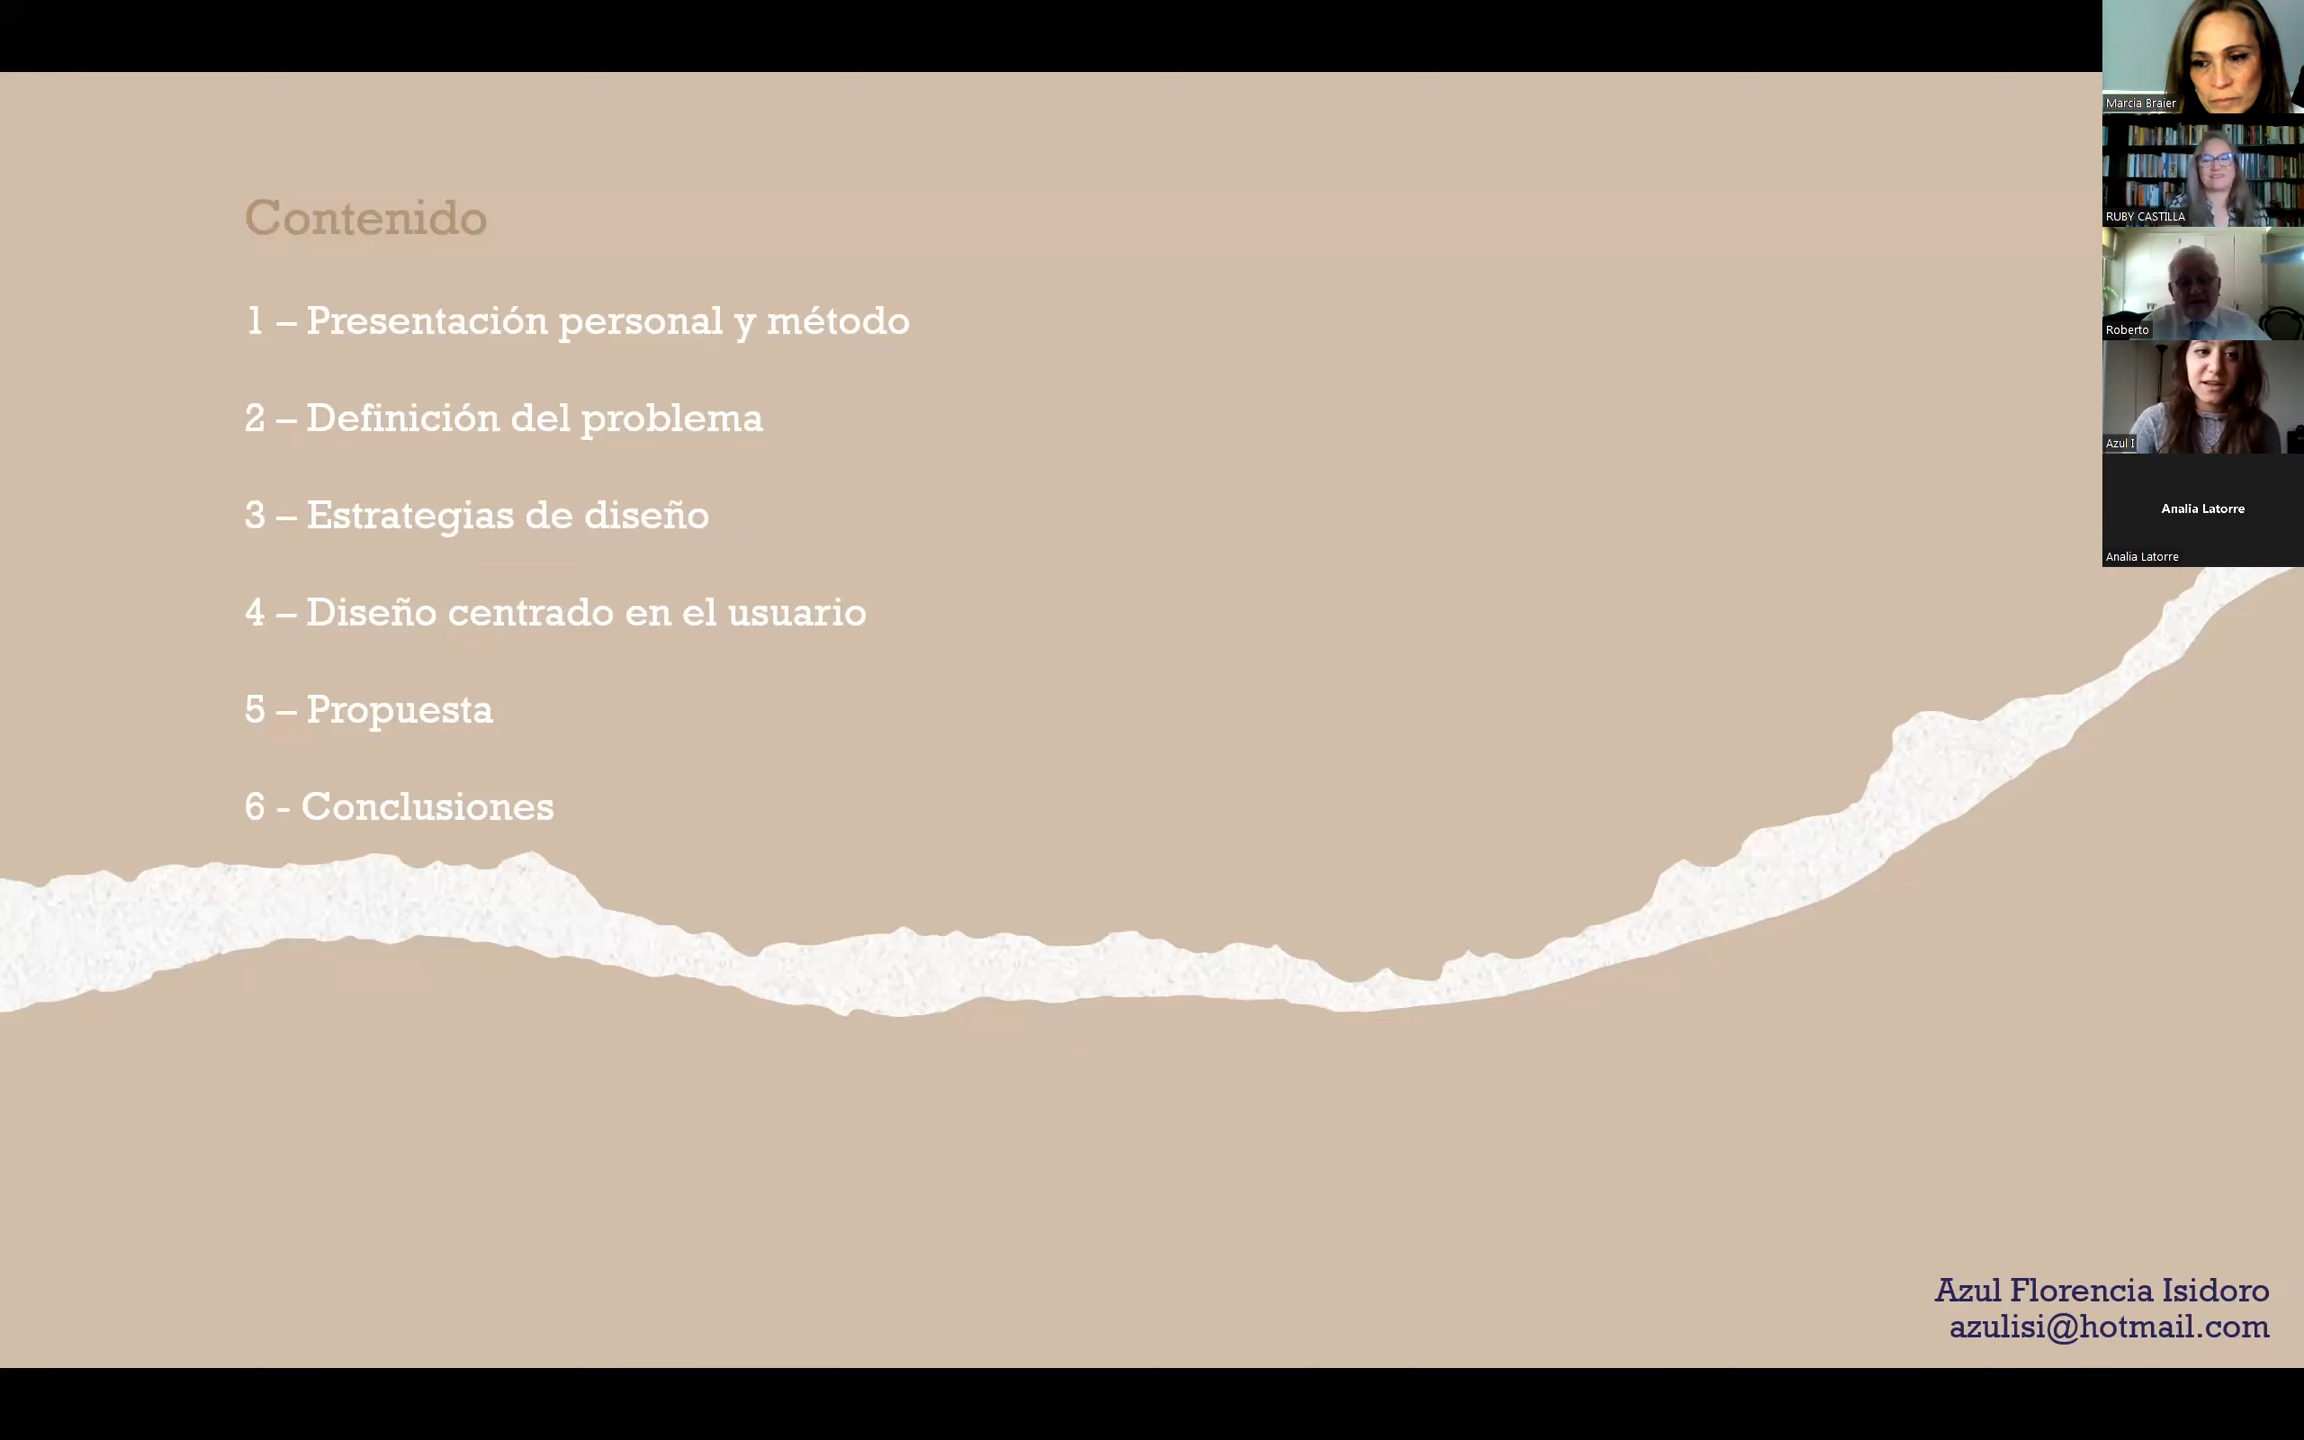 Contenido
1 – Presentación personal y método
2 – Definición del problema
3 – Estrategias de diseño
4 – Diseño centrado en el usuario
5 – Propuesta
6 - Conclusiones
Azul Florencia Isidoro
azulisi@hotmail.com
Marcia Braier
RUBY CASTILLA
Roberto
Azul I
Analia Latorre
Analia Latorre